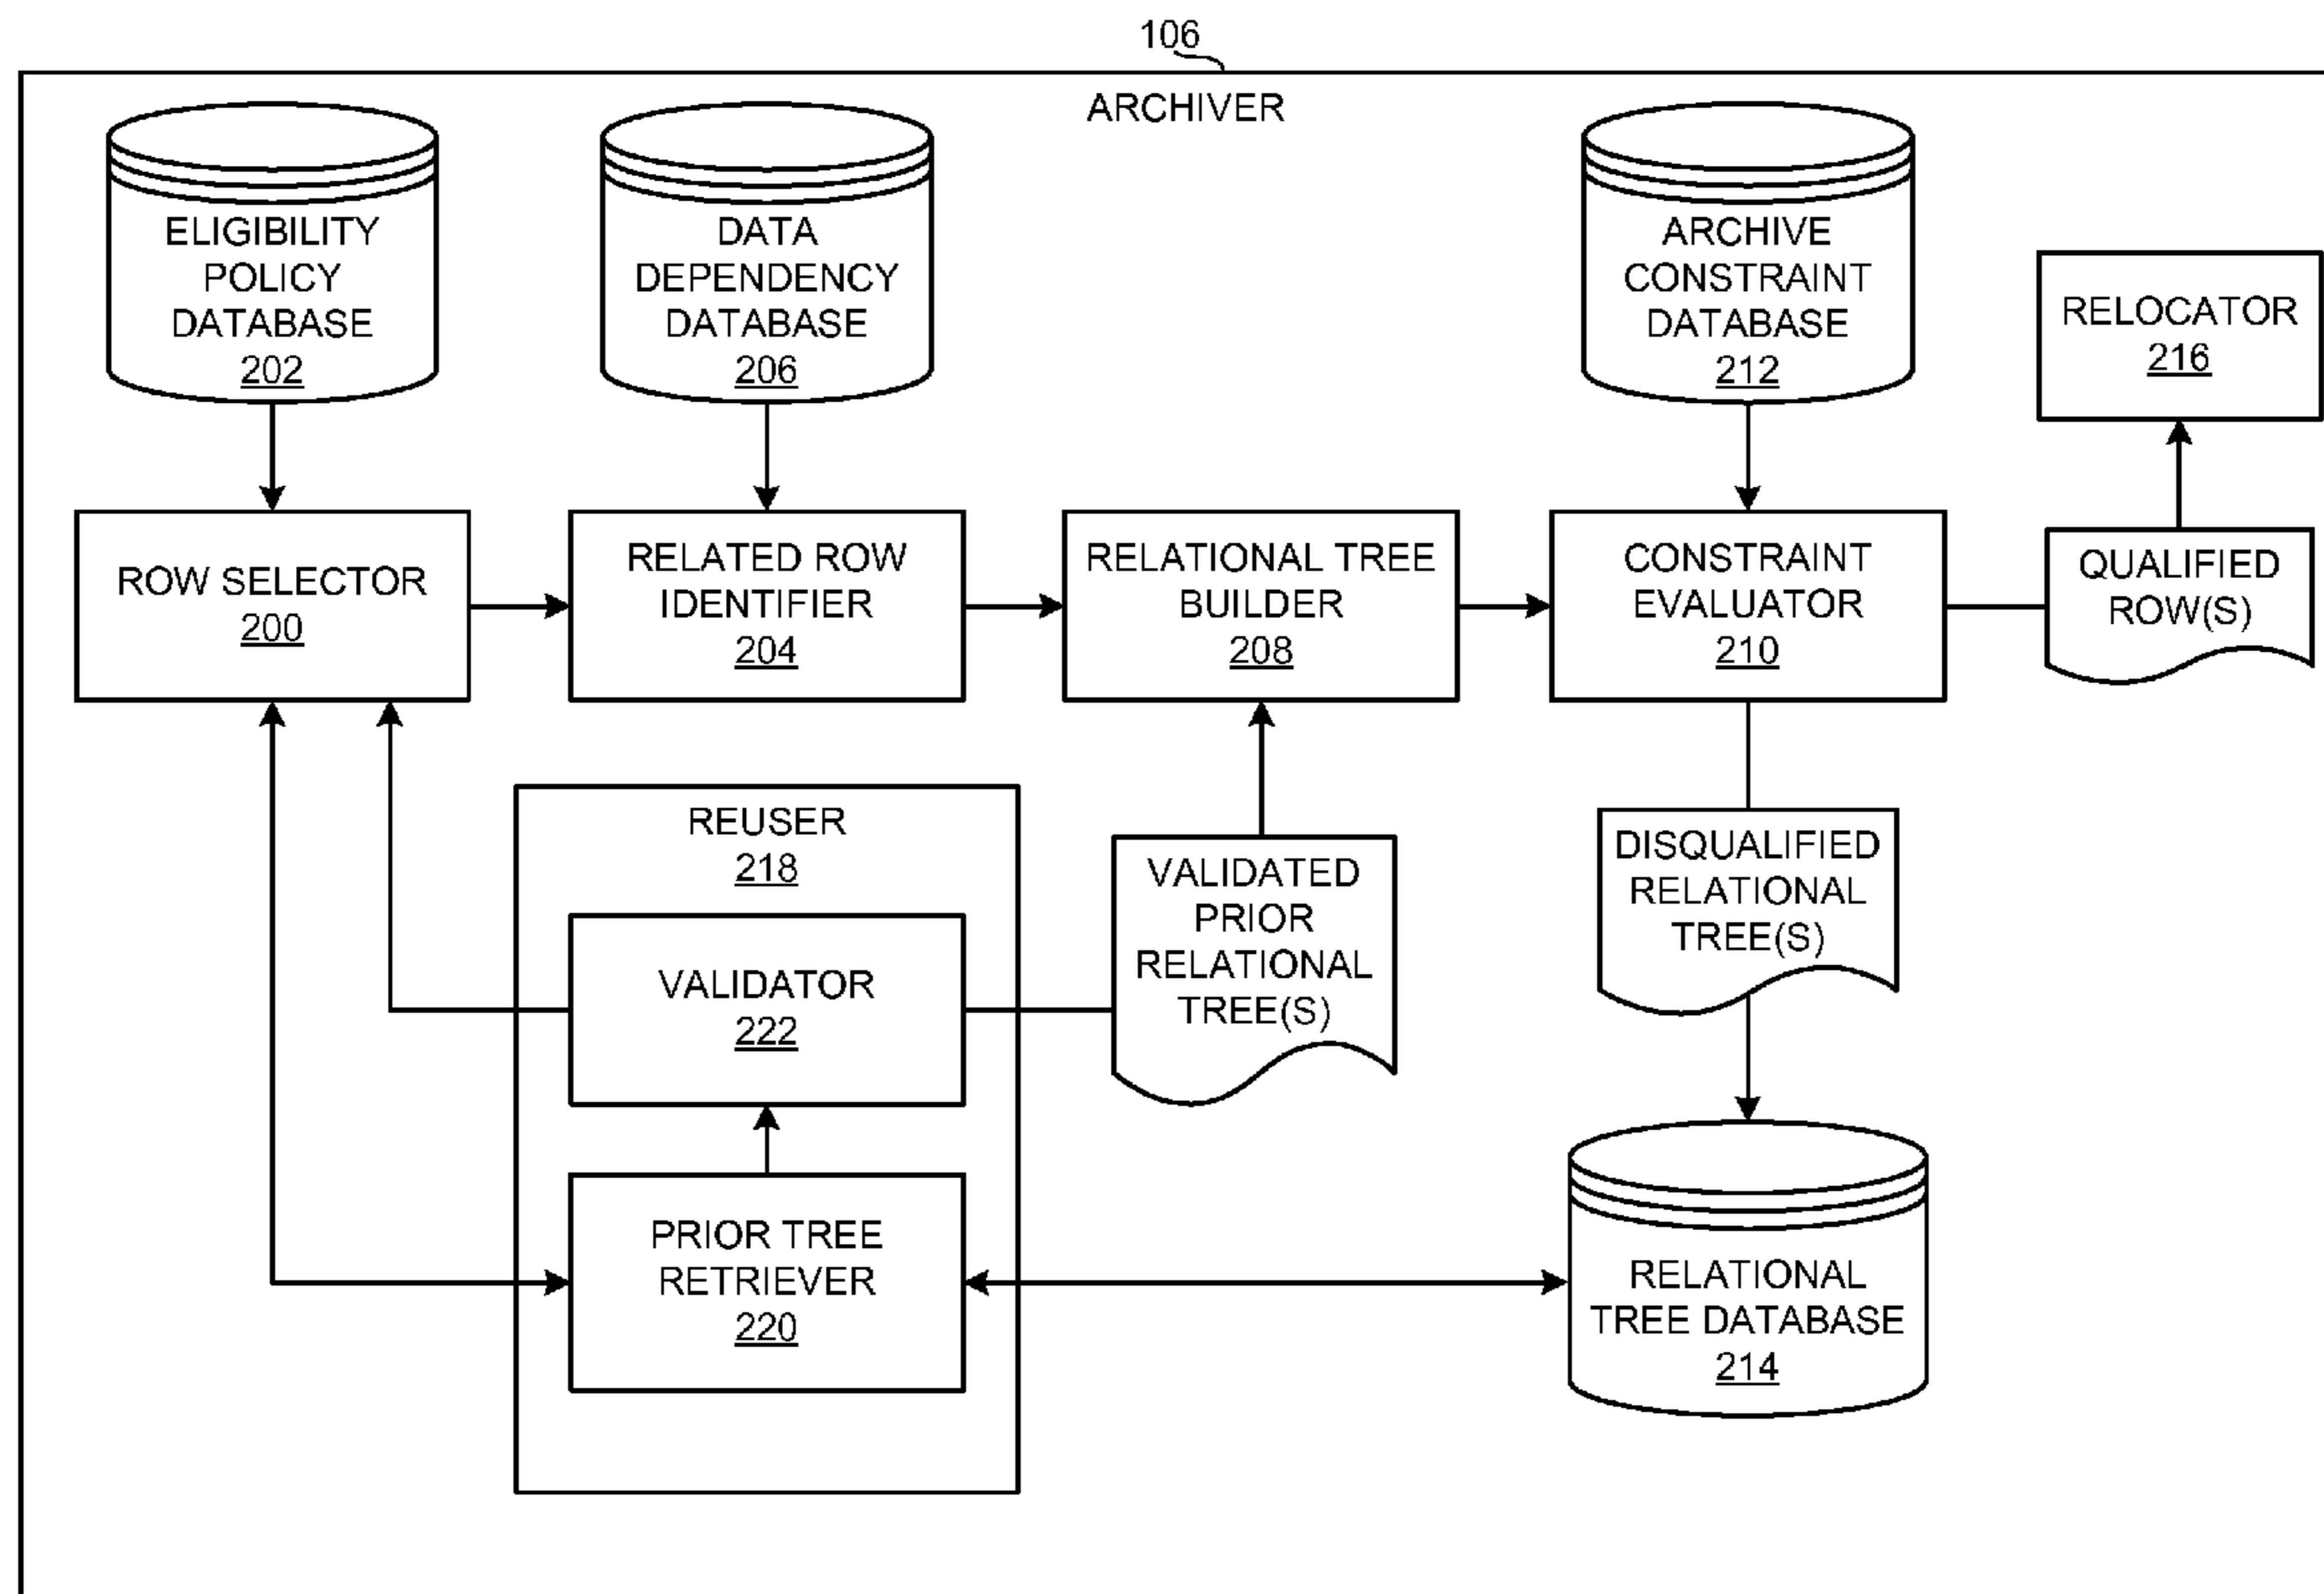 106
ARCHIVER
ELIGIBILITY
POLICY
DATABASE
202
DATA
DEPENDENCY
DATABASE
206
ARCHIVE
CONSTRAINT
DATABASE
212
RELOCATOR
216
ROW SELECTOR
200
RELATED ROW
IDENTIFIER
204
RELATIONAL TREE
BUILDER
208
CONSTRAINT
EVALUATOR
210
QUALIFIED
ROW(S)
REUSER
218
VALIDATOR
222
PRIOR TREE
RETRIEVER
220
VALIDATED
PRIOR
RELATIONAL
TREE(S)
DISQUALIFIED
RELATIONAL
TREE(S)
RELATIONAL
TREE DATABASE
214